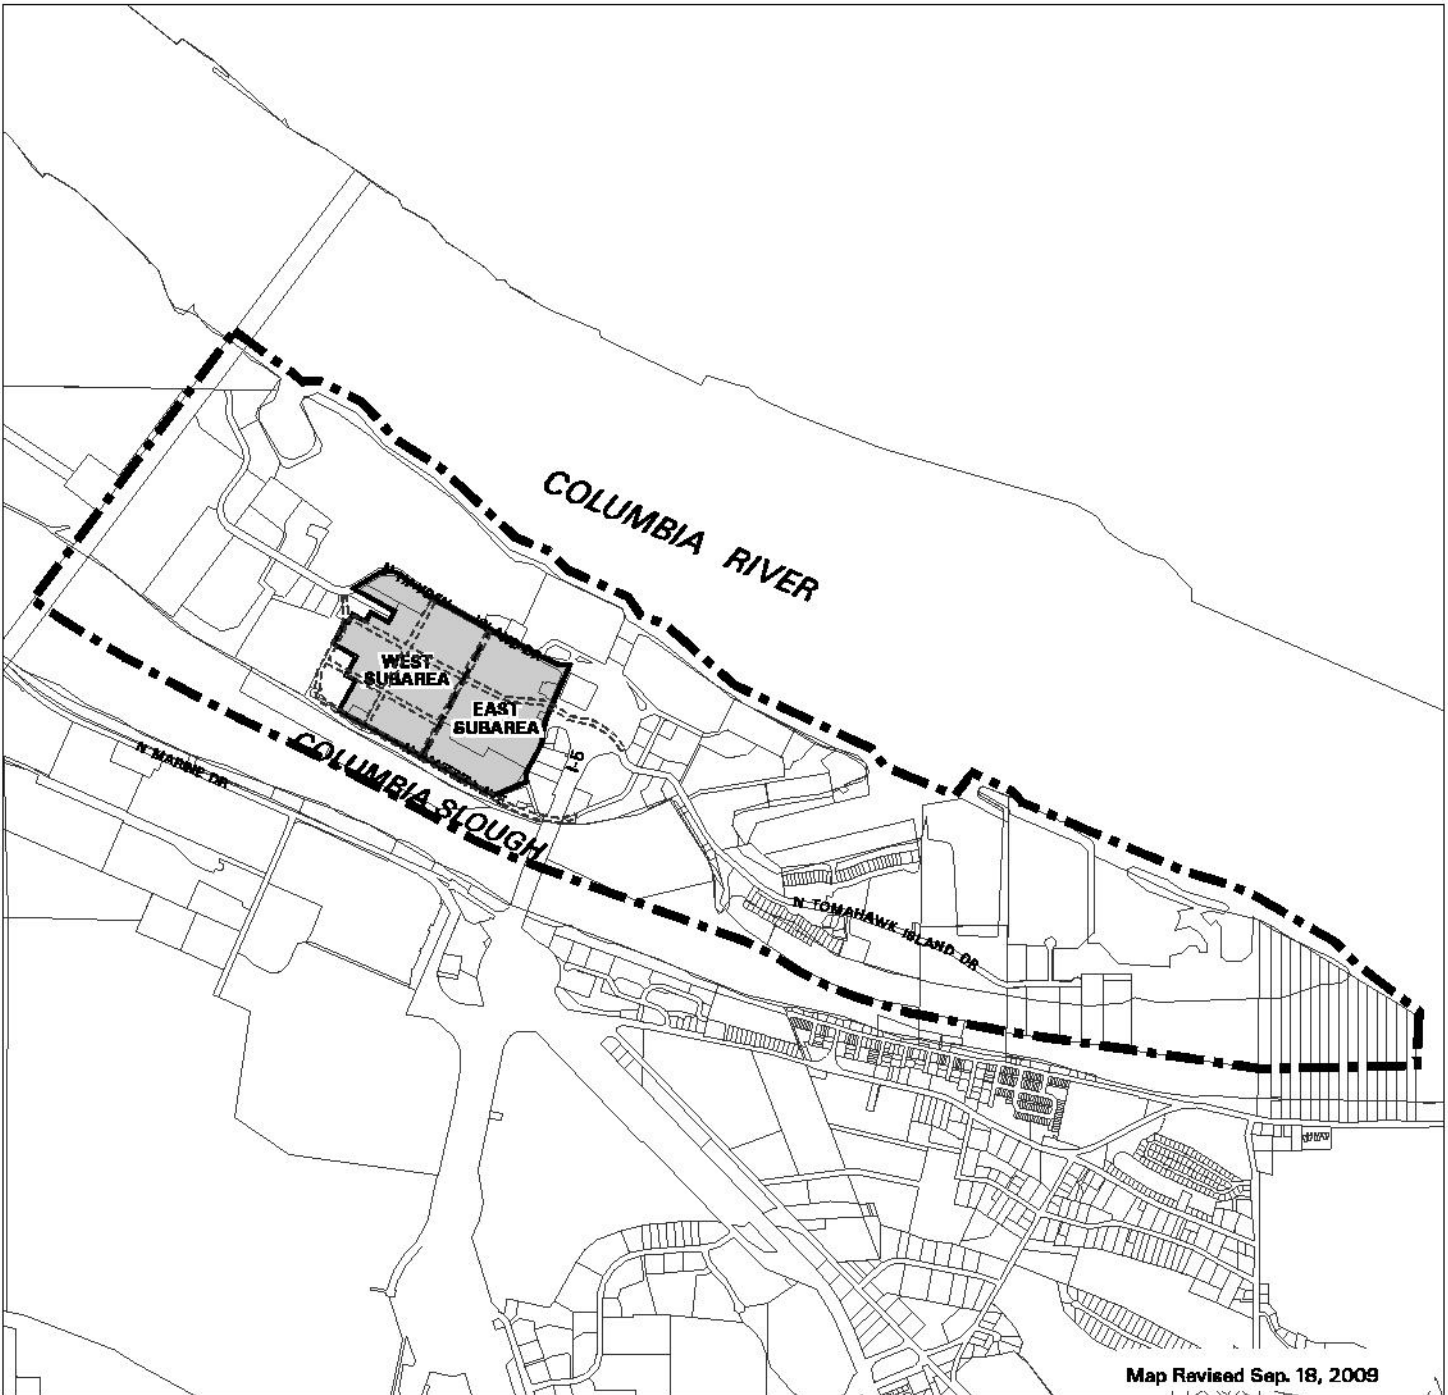 COLUMBIA RIVER
WEST
SUBAREA
EAST
SUBAREA
I-5
COLUMBIA SLOUGH
N MARINE DR
N TOMAHAWK ISLAND DR
Map Revised Sep. 18, 2009